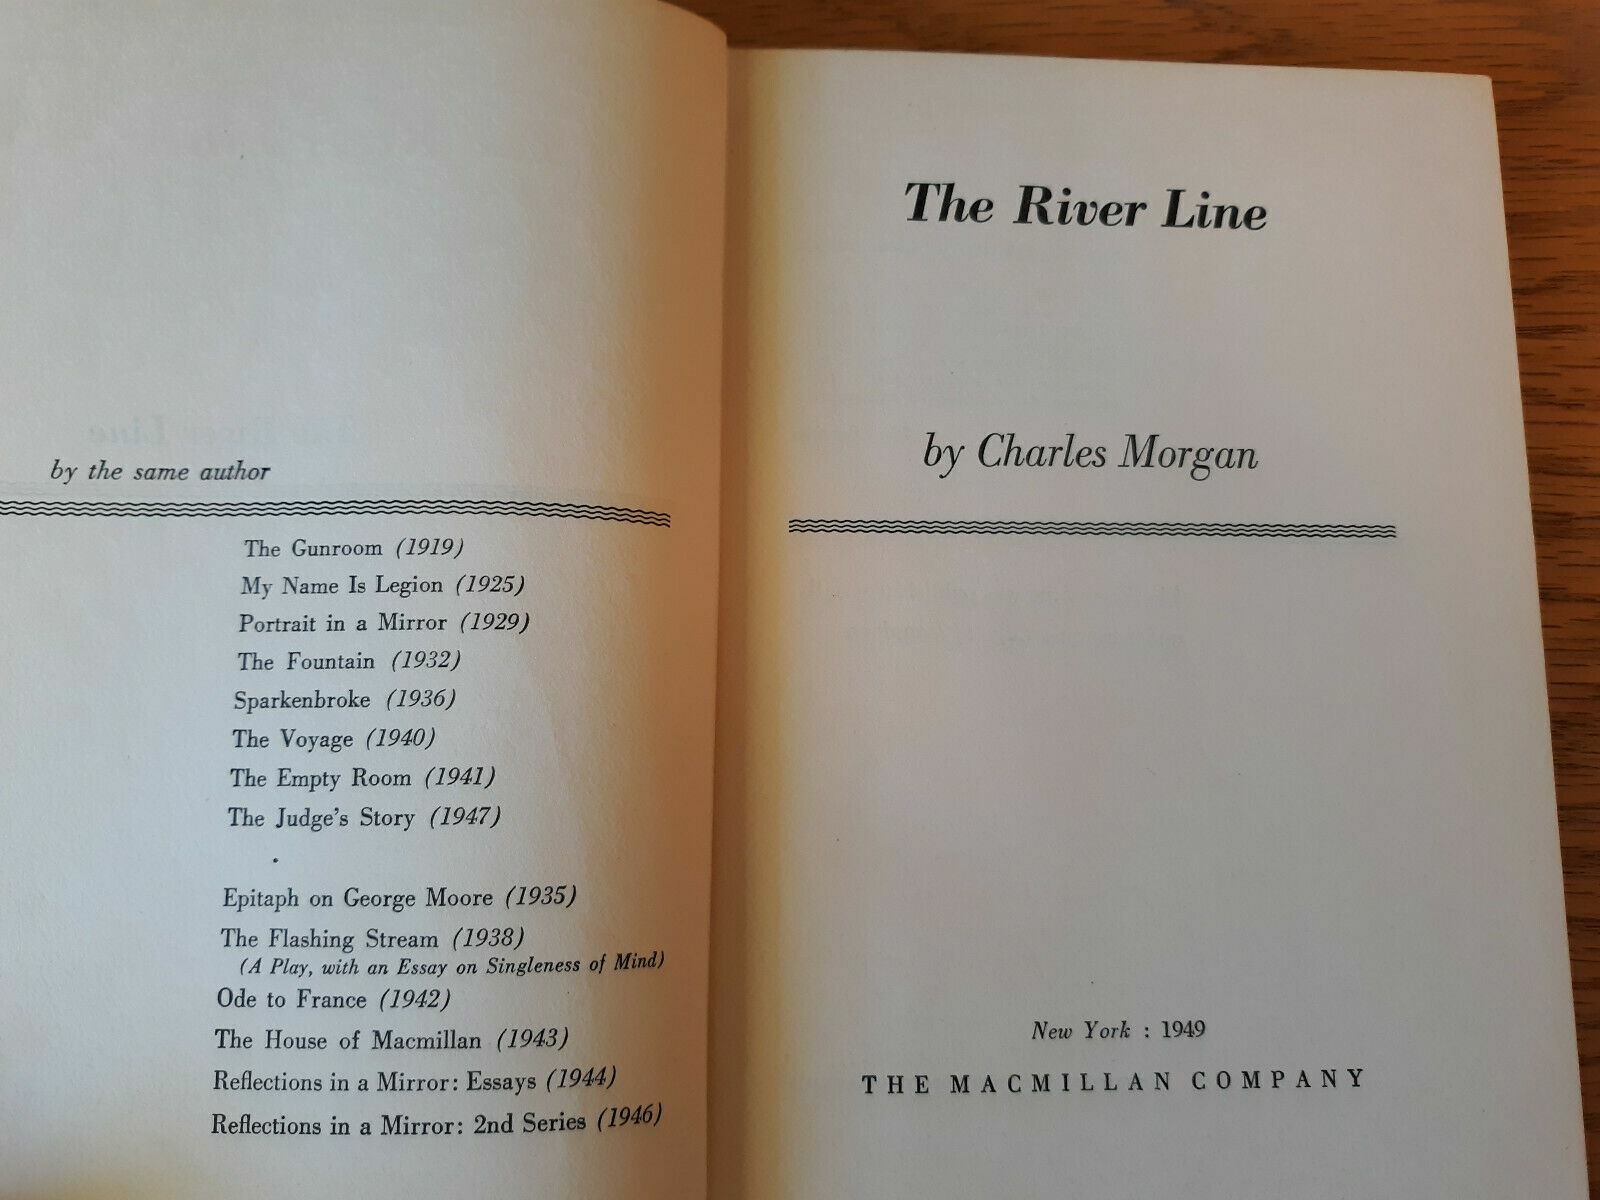 by the same author
The Gunroom (1919)
My Name Is Legion (1925)
Portrait in a Mirror (1929)
The Fountain (1932)
Sparkenbroke (1936)
The Voyage (1940)
The Empty Room (1941)
The Judge's Story (1947)
Epitaph on George Moore (1935)
The Flashing Stream (1938)
(A Play, with an Essay on Singleness of Mind)
Ode to France (1942)
The House of Macmillan (1943)
Reflections in a Mirror: Essays (1944)
Reflections in a Mirror: 2nd Series (1946)
The River Line
by Charles Morgan
New York : 1949
THE MACMILLAN COMPANY